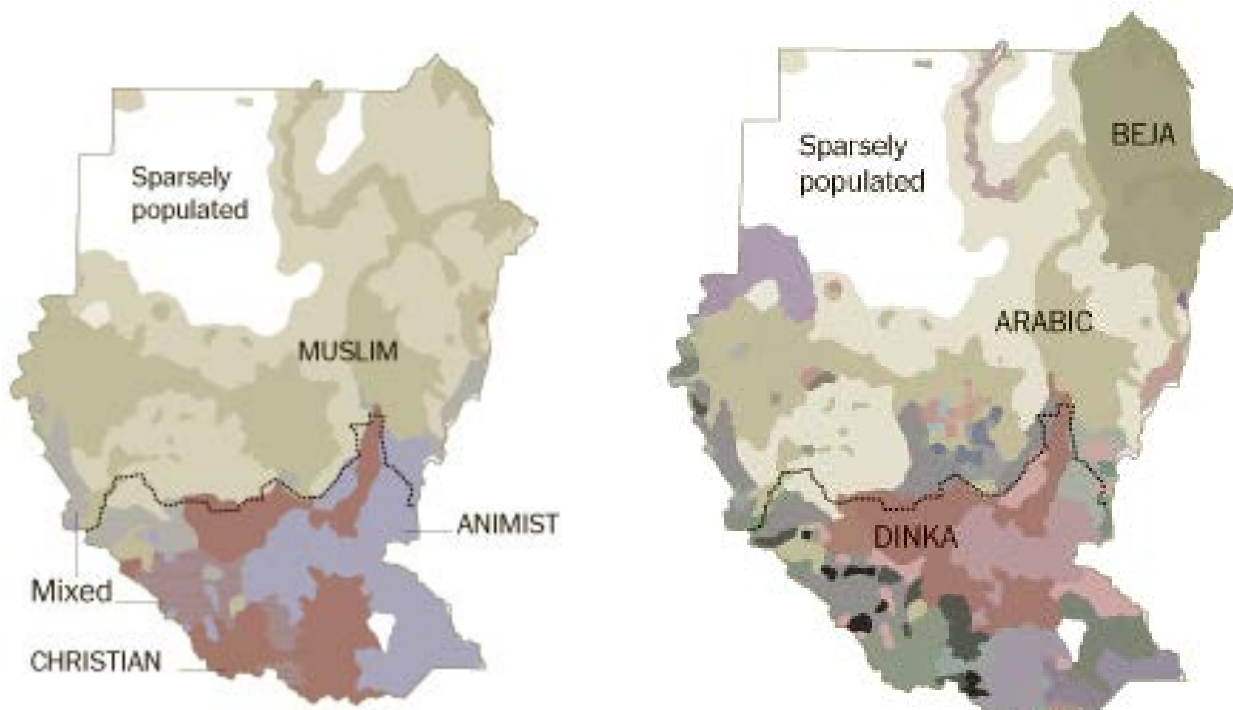 Sparsely
populated
MUSLIM
ANIMIST
Mixed
CHRISTIAN
BEJA
Sparsely
populated
ARABIC
DINKA